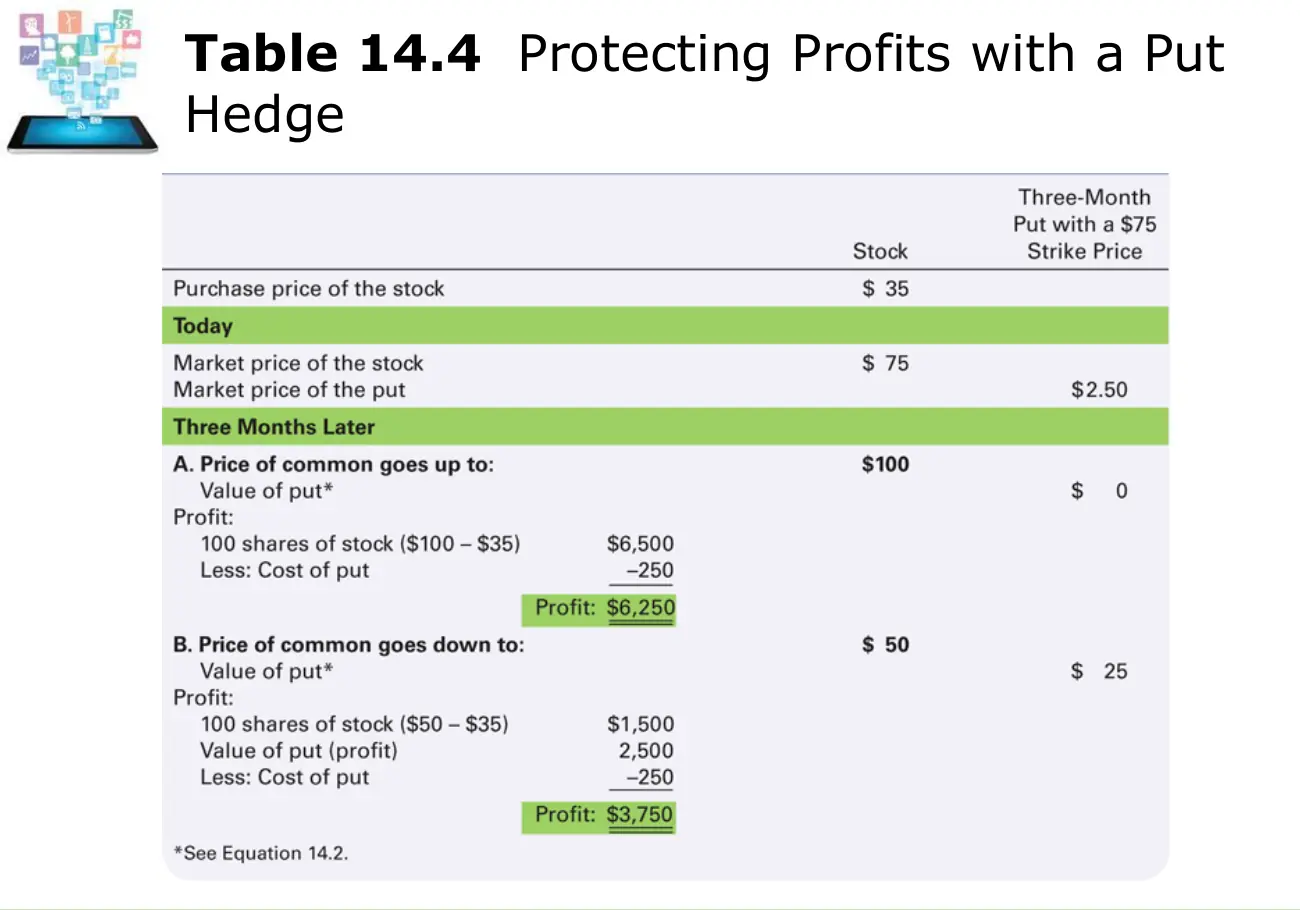 Table 14.4 Protecting Profits with a Put
Hedge
Three-Month
Put with a $75
Stock Strike Price
Purchase price of the stock $ 35
Today
Market price of the stock $ 75
Market price of the put $2.50
Three Months Later
A. Price of common goes up to: $100
Value of put* $ 0
Profit:
100 shares of stock ($100 – $35) $6,500
Less: Cost of put –250
Profit: $6,250
B. Price of common goes down to: $ 50
Value of put* $ 25
Profit:
100 shares of stock ($50 – $35) $1,500
Value of put (profit) 2,500
Less: Cost of put –250
Profit: $3,750
*See Equation 14.2.